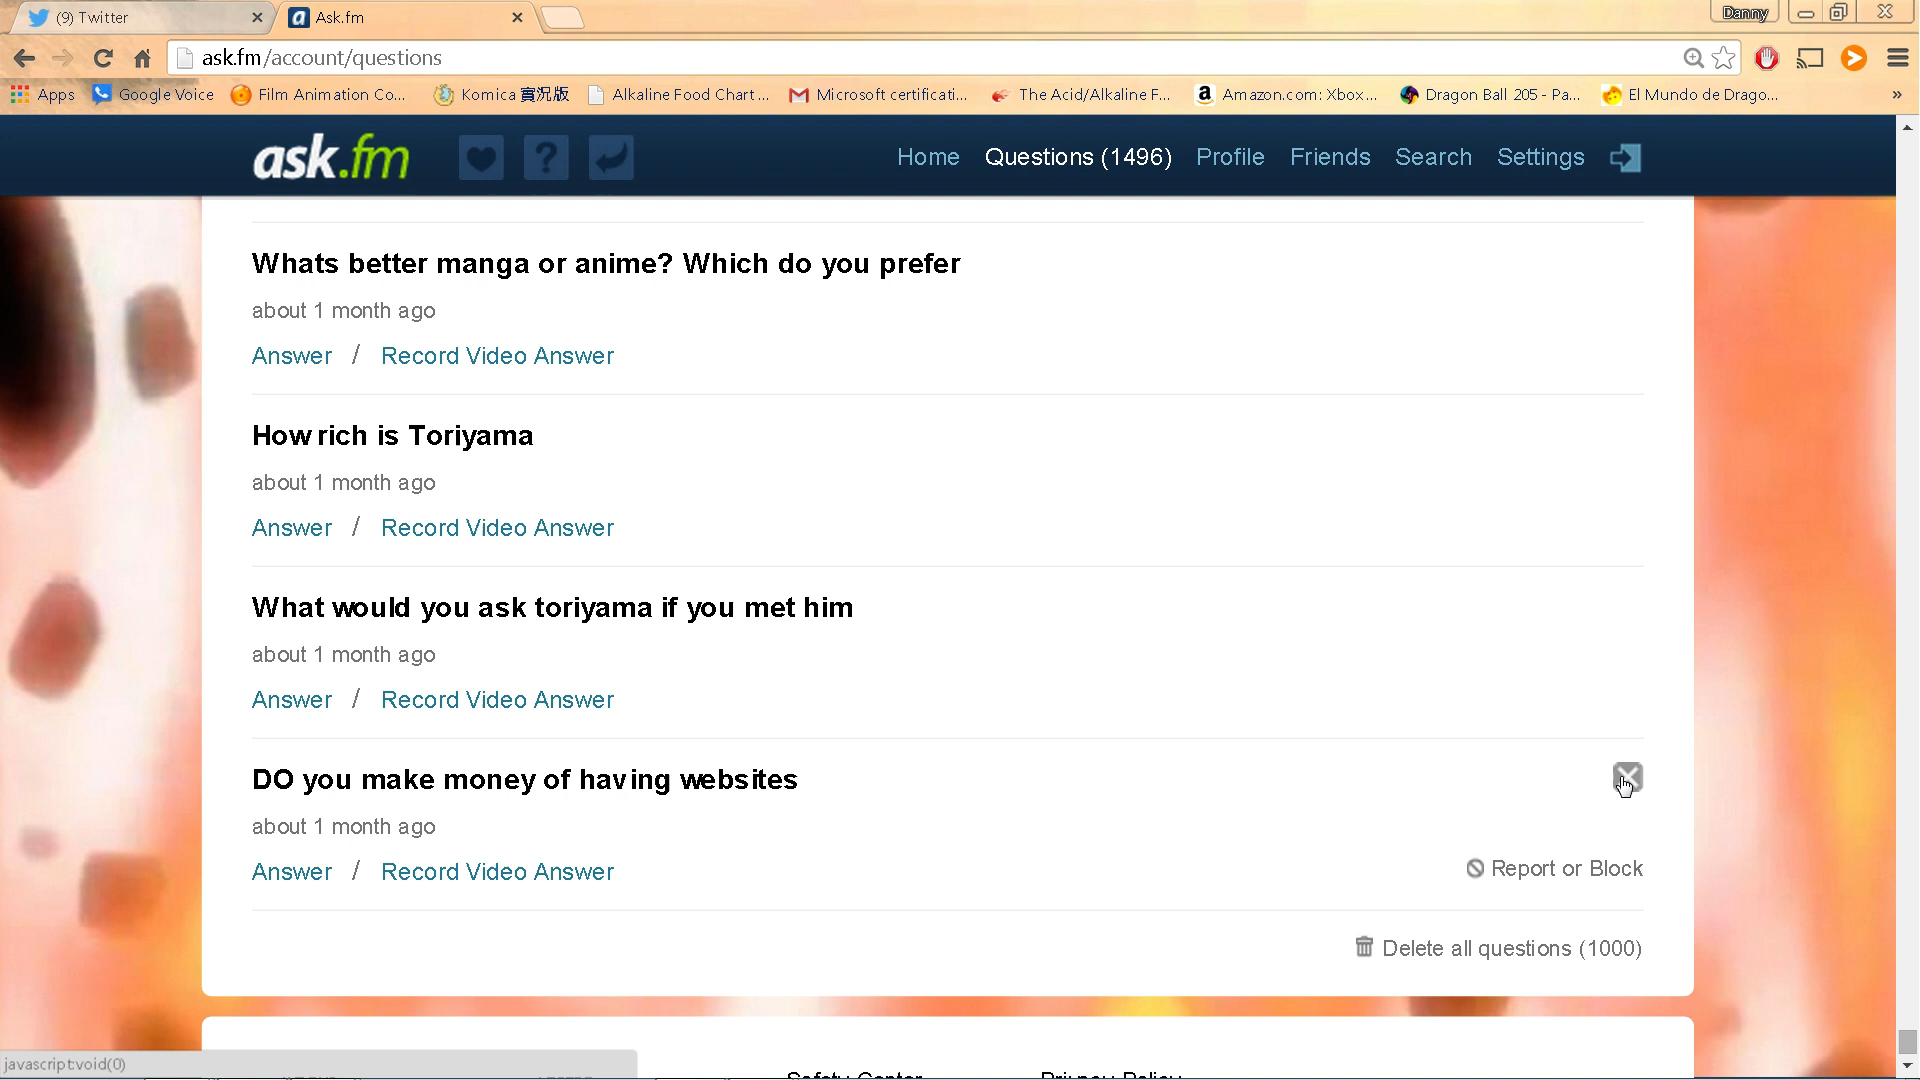 (9) Twitter
Ask.fm
Danny
ask.fm/account/questions
Apps
Google Voice
Film Animation Co...
Komica 實況版
Alkaline Food Chart ...
Microsoft certificati...
The Acid/Alkaline F...
Amazon.com: Xbox...
Dragon Ball 205 - Pa...
El Mundo de Drago...
»
ask.fm
Home
Questions (1496)
Profile
Friends
Search
Settings
Whats better manga or anime? Which do you prefer
about 1 month ago
Answer / Record Video Answer
How rich is Toriyama
about 1 month ago
Answer / Record Video Answer
What would you ask toriyama if you met him
about 1 month ago
Answer / Record Video Answer
DO you make money of having websites
about 1 month ago
Answer / Record Video Answer
Report or Block
Delete all questions (1000)
javascript:void(0)
Safety Center
Privacy Policy